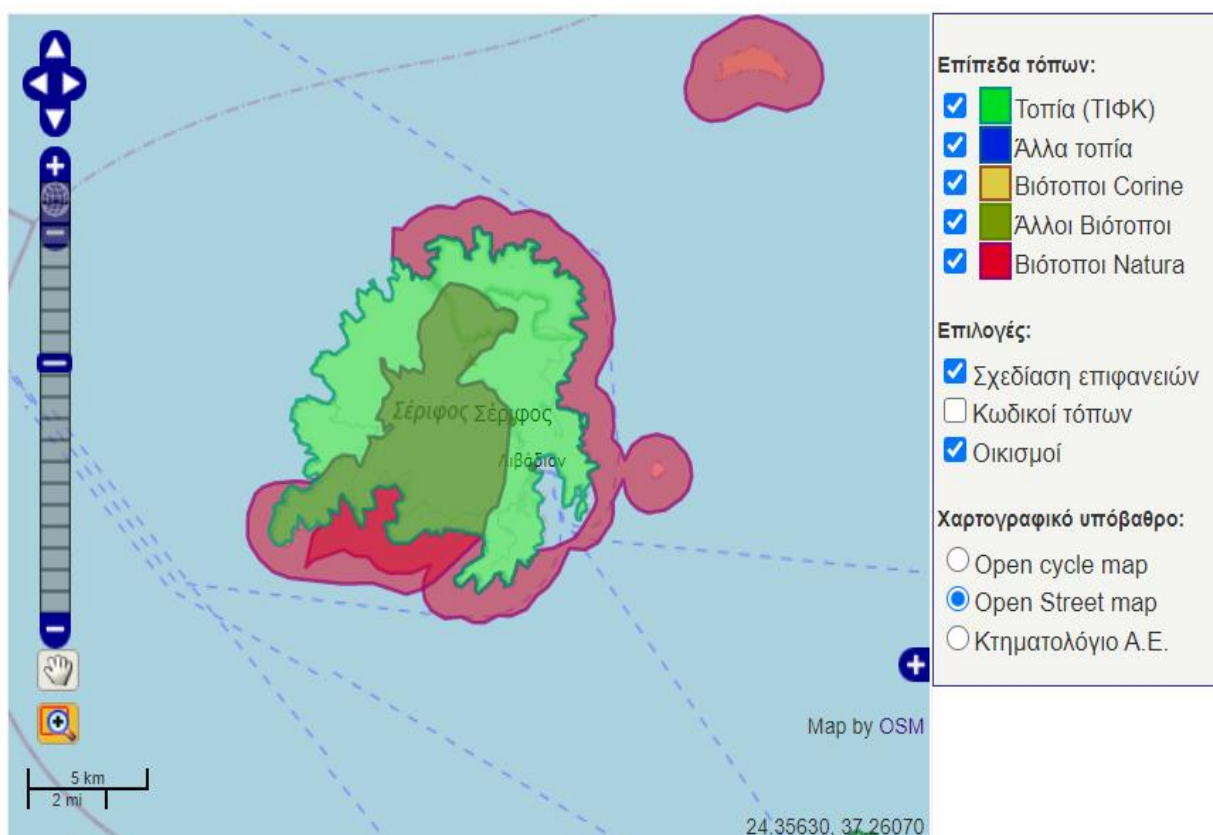 Σέριφος Σέριφος
Λιβάδιον
Map by OSM
5 km
2 mi
24.35630, 37.26070
Επίπεδα τόπων:
Τοπία (ΤΙΦΚ)
Άλλα τοπία
Βιότοποι Corine
Άλλοι Βιότοποι
Βιότοποι Natura
Επιλογές:
Σχεδίαση επιφανειών
Κωδικοί τόπων
Οικισμοί
Χαρτογραφικό υπόβαθρο:
Open cycle map
Open Street map
Κτηματολόγιο Α.Ε.